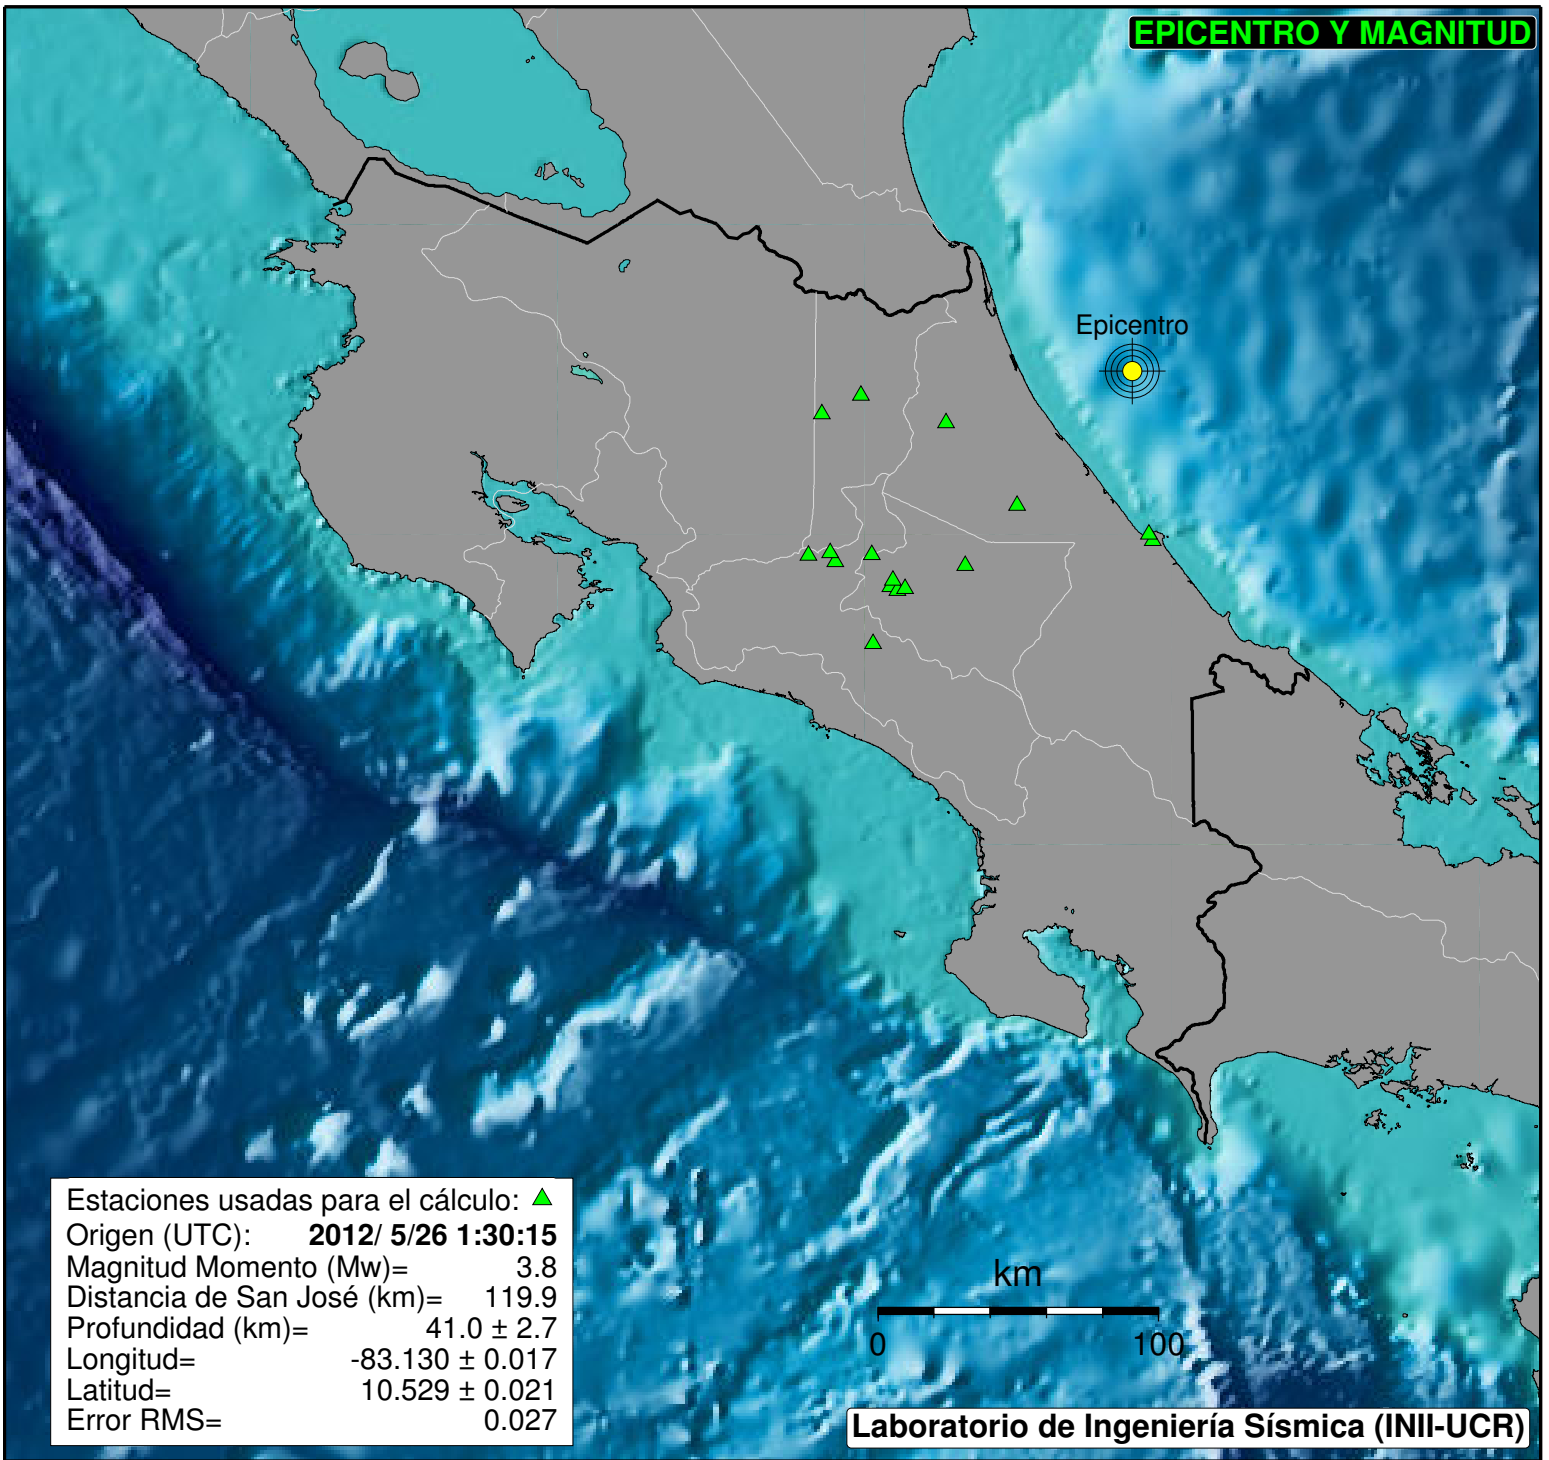 EPICENTRO Y MAGNITUD
Epicentro
Estaciones usadas para el cálculo:
Origen (UTC): 2012/ 5/26 1:30:15
Magnitud Momento (Mw)= 3.8
Distancia de San José (km)= 119.9
Profundidad (km)= 41.0 ± 2.7
Longitud= -83.130 ± 0.017
Latitud= 10.529 ± 0.021
Error RMS= 0.027
km
0 100
Laboratorio de Ingeniería Sísmica (INII-UCR)